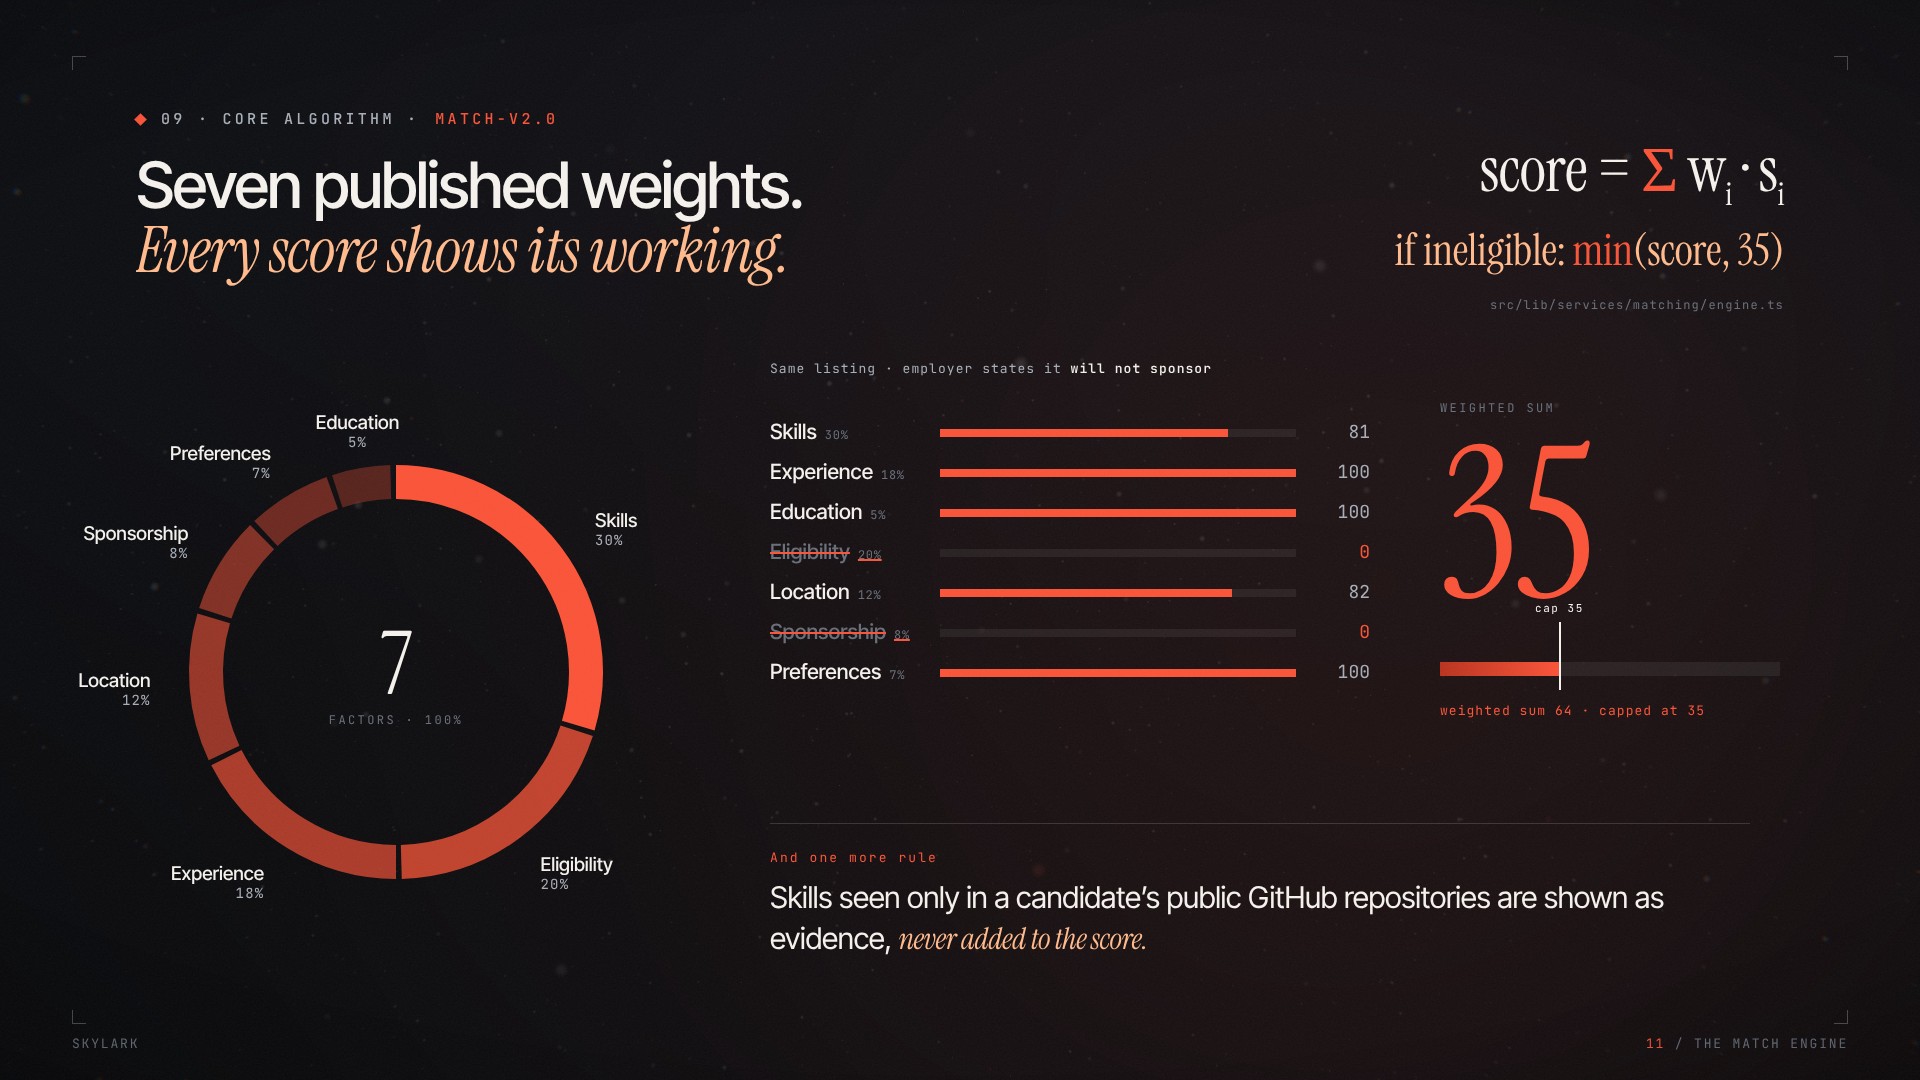 ◆ 09 · CORE ALGORITHM · MATCH-V2.0
Seven published weights.
Every score shows its working.
score = Σ wᵢ · sᵢ
if ineligible: min(score, 35)
src/lib/services/matching/engine.ts
Education
5%
Preferences
7%
Sponsorship
8%
Location
12%
Experience
18%
Eligibility
20%
Skills
30%
7
FACTORS · 100%
Same listing · employer states it will not sponsor
Skills 30% 81
Experience 18% 100
Education 5% 100
Eligibility 20% 0
Location 12% 82
Sponsorship 8% 0
Preferences 7% 100
WEIGHTED SUM
35
cap 35
weighted sum 64 · capped at 35
And one more rule
Skills seen only in a candidate’s public GitHub repositories are shown as
evidence, never added to the score.
SKYLARK
11 / THE MATCH ENGINE